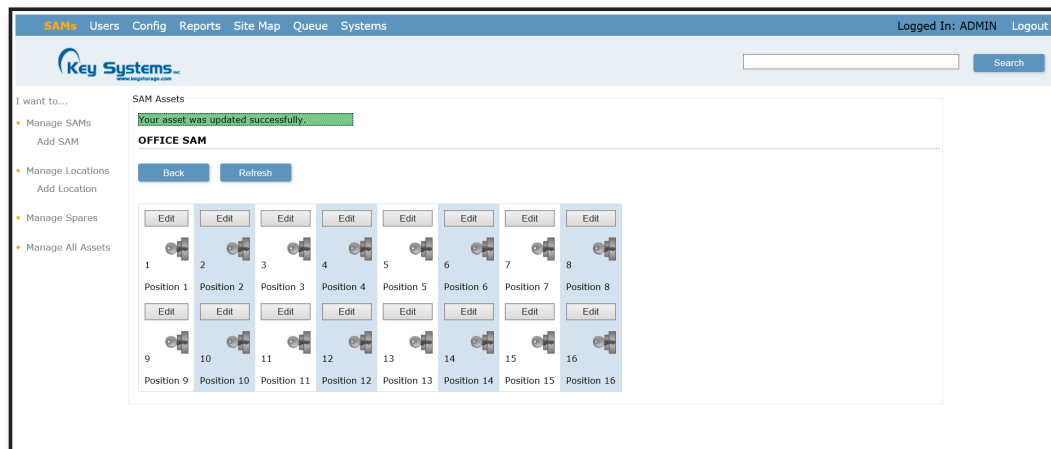 SAMs Users Config Reports Site Map Queue Systems Logged In: ADMIN Logout
Key Systems INC
www.keystorage.com
Search
I want to...
• Manage SAMs
Add SAM
• Manage Locations
Add Location
• Manage Spares
• Manage All Assets
SAM Assets
Your asset was updated successfully.
OFFICE SAM
Back Refresh
Edit Edit Edit Edit Edit Edit Edit Edit
1 2 3 4 5 6 7 8
Position 1 Position 2 Position 3 Position 4 Position 5 Position 6 Position 7 Position 8
Edit Edit Edit Edit Edit Edit Edit Edit
9 10 11 12 13 14 15 16
Position 9 Position 10 Position 11 Position 12 Position 13 Position 14 Position 15 Position 16